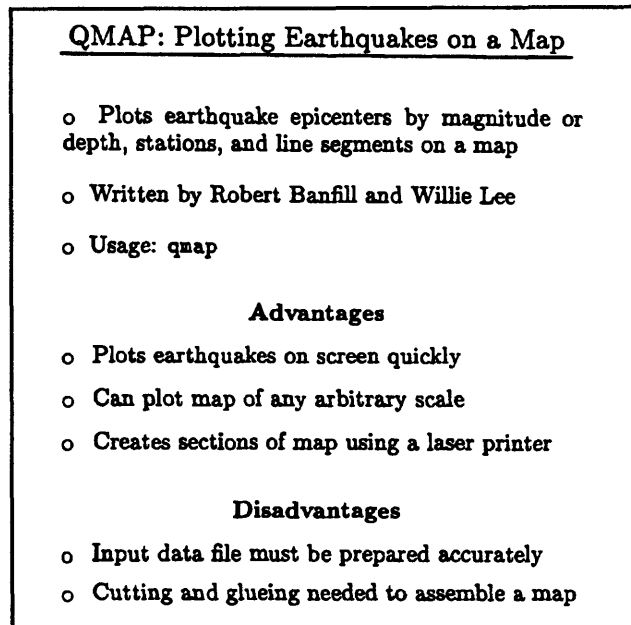 QMAP: Plotting Earthquakes on a Map
o Plots earthquake epicenters by magnitude or
depth, stations, and line segments on a map
o Written by Robert Banfill and Willie Lee
o Usage: qmap
Advantages
o Plots earthquakes on screen quickly
o Can plot map of any arbitrary scale
o Creates sections of map using a laser printer
Disadvantages
o Input data file must be prepared accurately
o Cutting and glueing needed to assemble a map